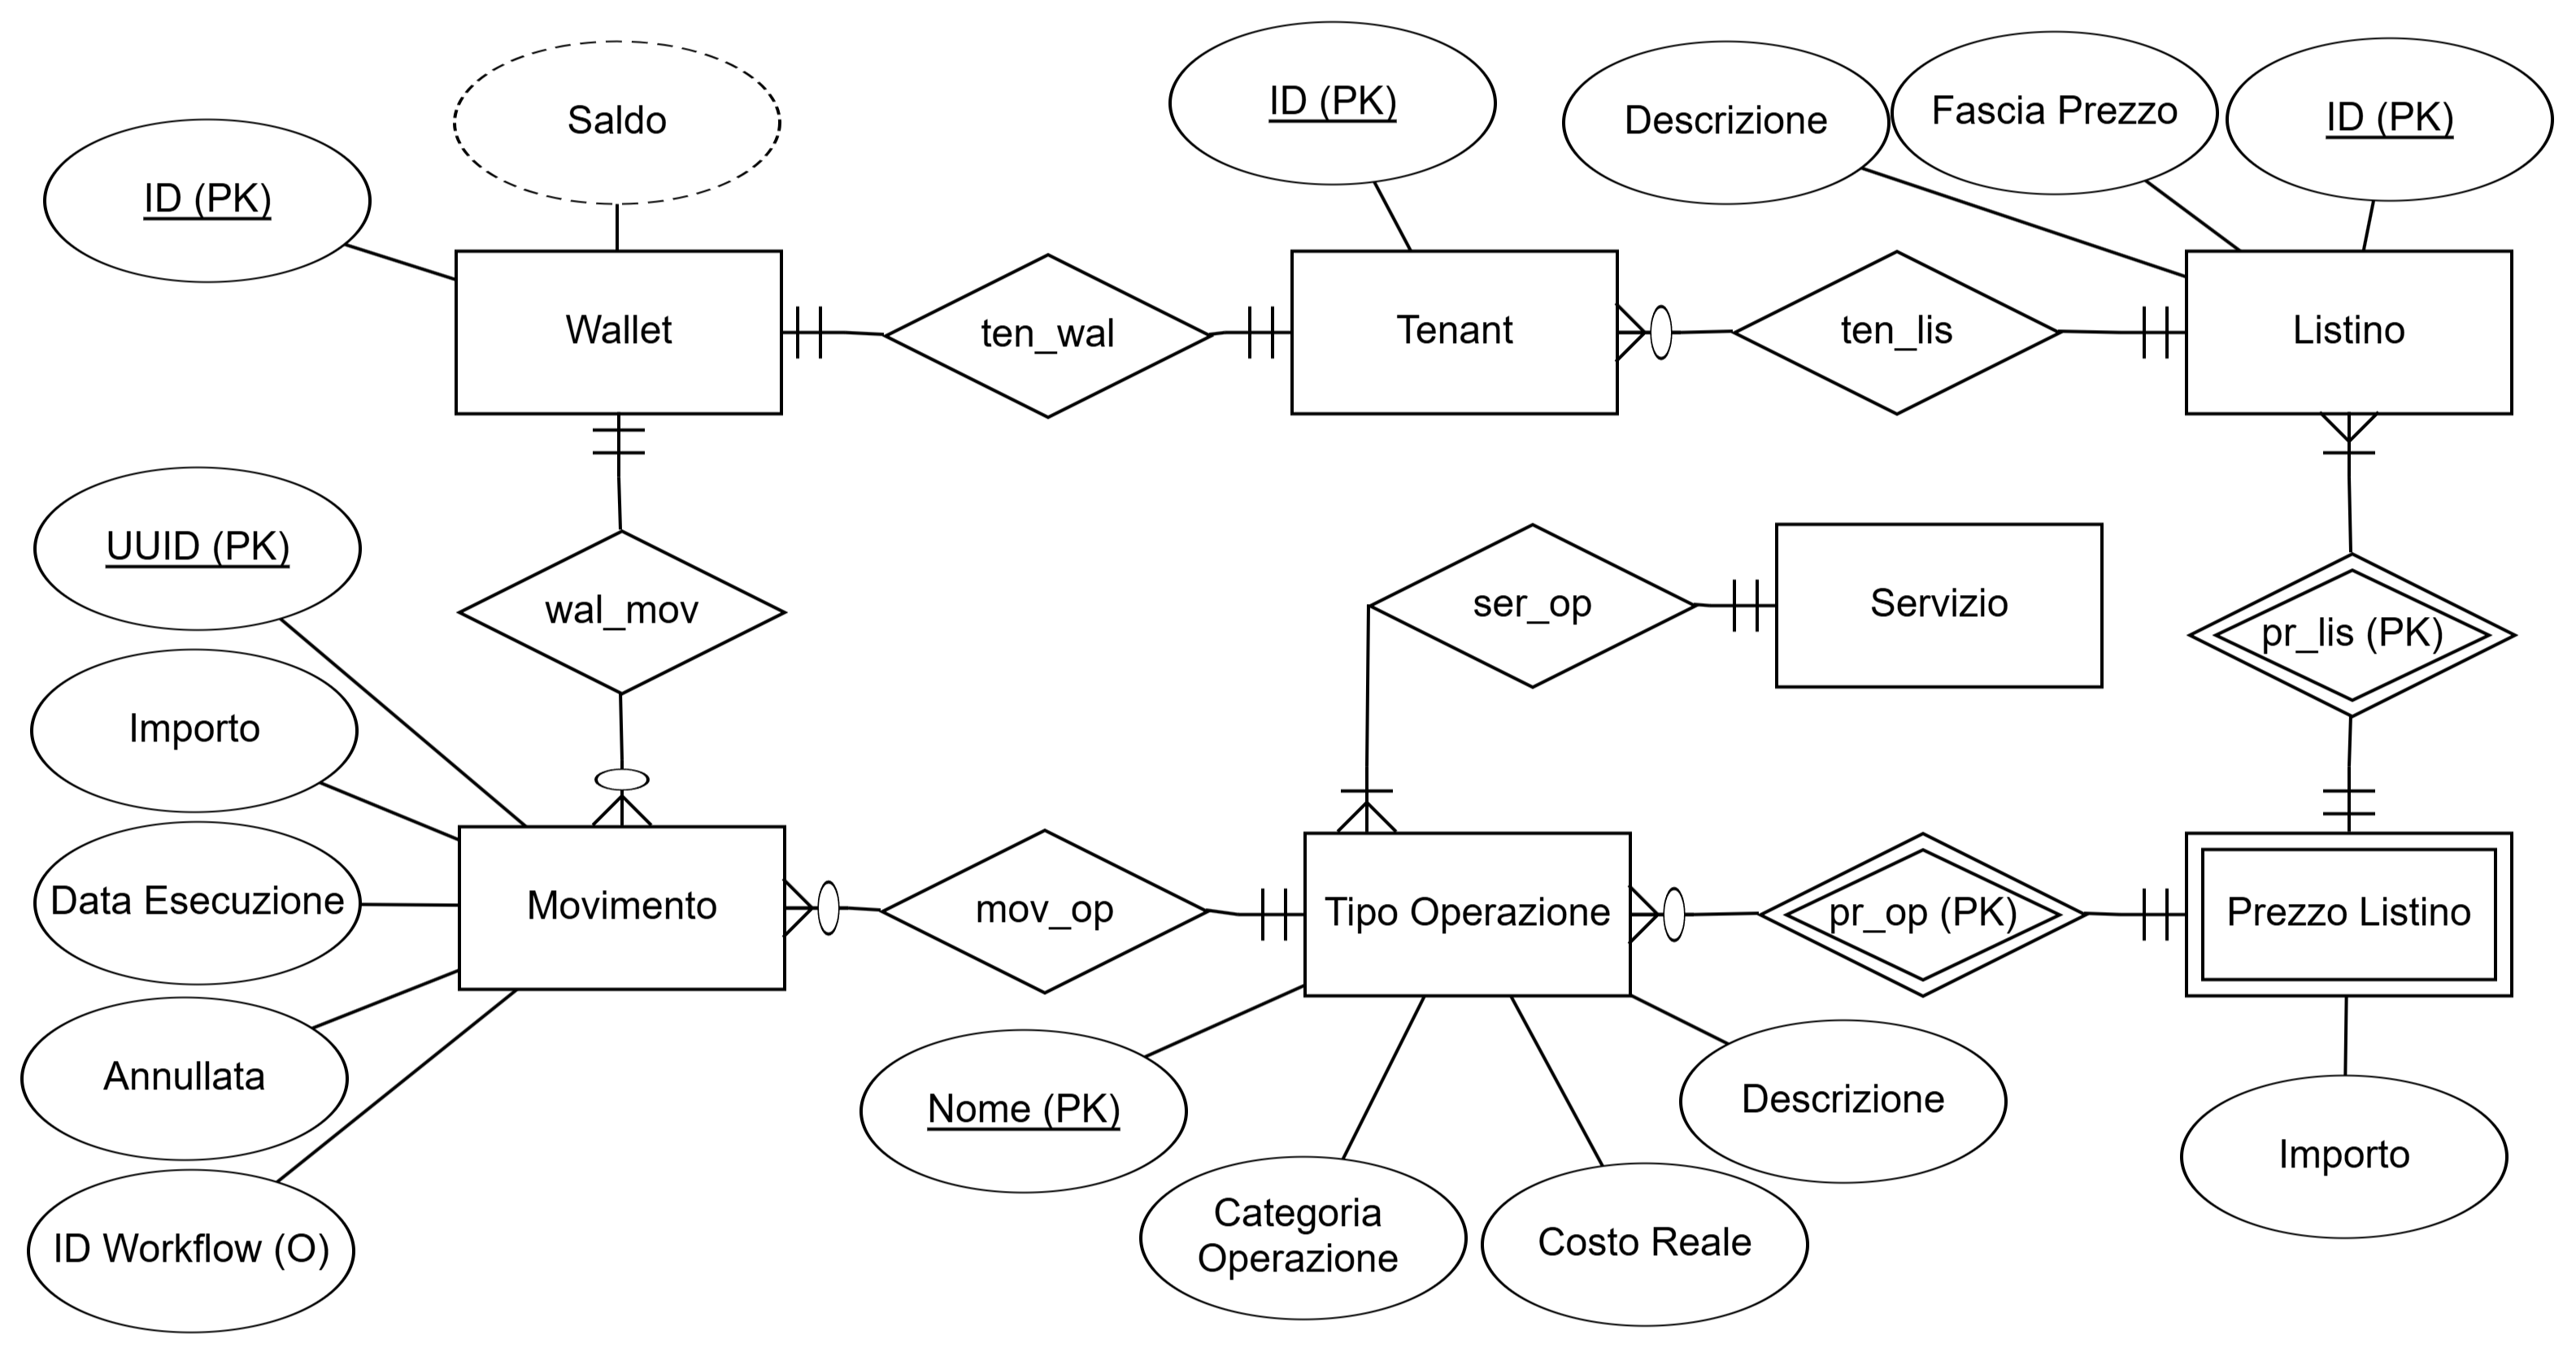 Saldo
ID (PK)
ID (PK)
Descrizione
Fascia Prezzo
ID (PK)
Wallet
ten_wal
Tenant
ten_lis
Listino
UUID (PK)
wal_mov
ser_op
Servizio
pr_lis (PK)
Importo
Data Esecuzione
Movimento
mov_op
Tipo Operazione
pr_op (PK)
Prezzo Listino
Annullata
Nome (PK)
Descrizione
Importo
ID Workflow (O)
Categoria
Operazione
Costo Reale